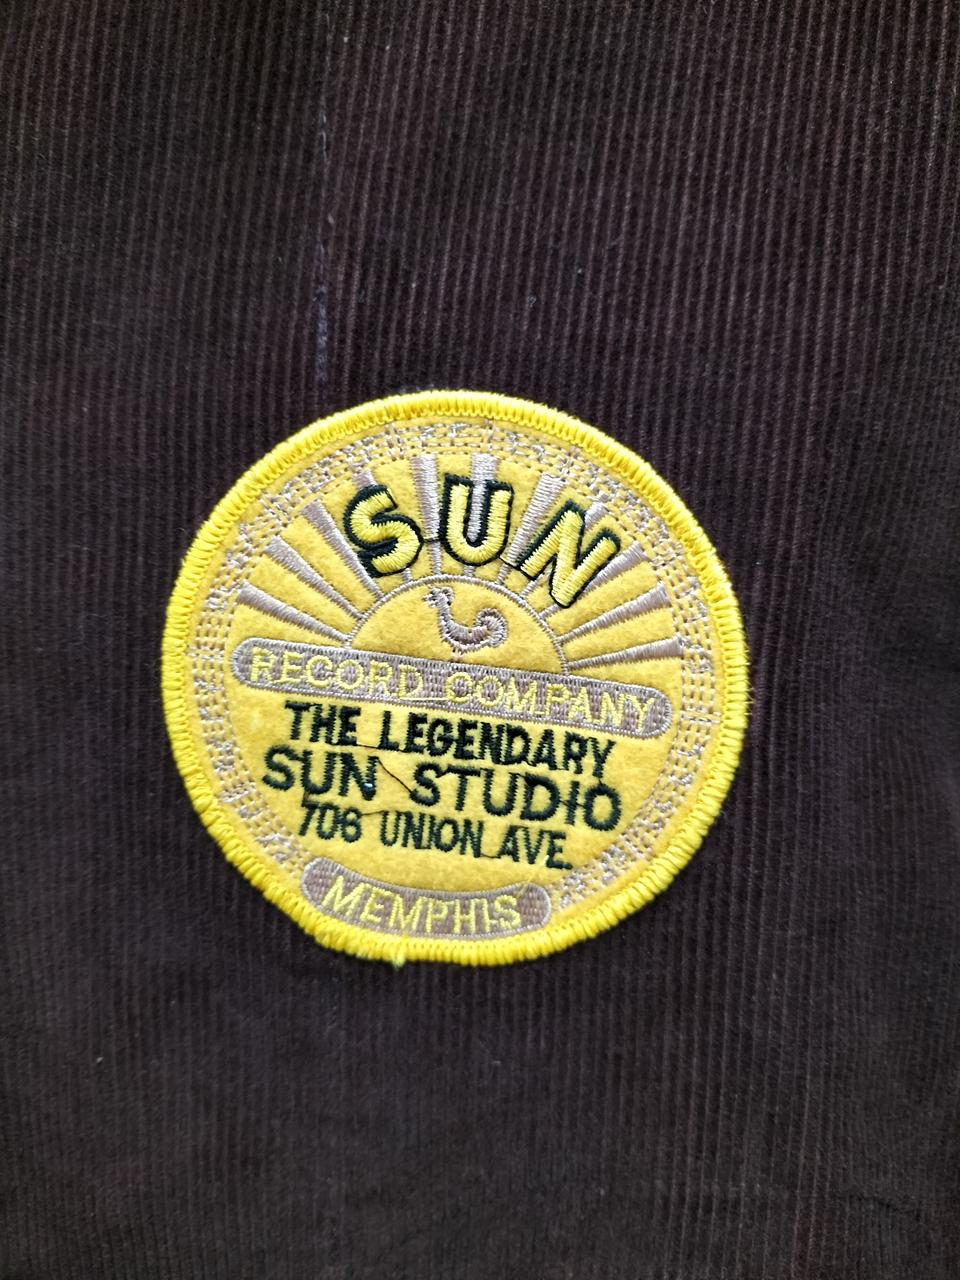 SUN
RECORD COMPANY
THE LEGENDARY
SUN STUDIO
706 UNION AVE.
MEMPHIS